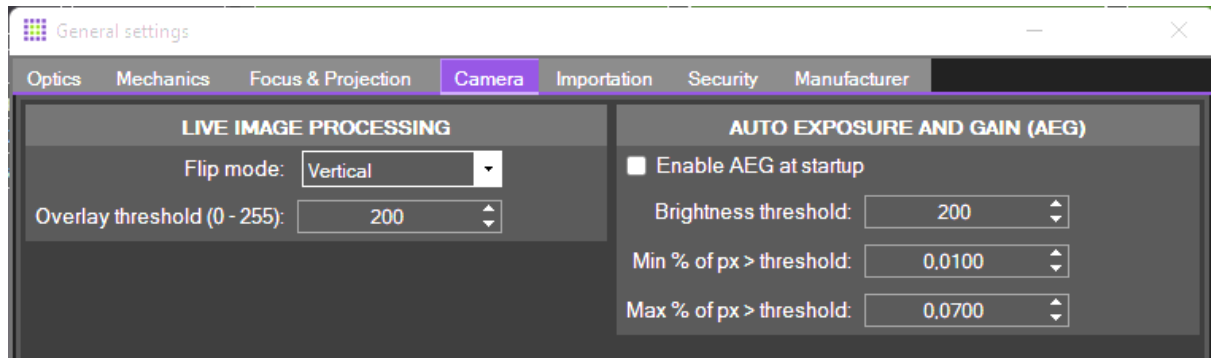 General settings
Optics Mechanics Focus & Projection Camera Importation Security Manufacturer
LIVE IMAGE PROCESSING
Flip mode: Vertical
Overlay threshold (0 - 255): 200
AUTO EXPOSURE AND GAIN (AEG)
Enable AEG at startup
Brightness threshold: 200
Min % of px > threshold: 0,0100
Max % of px > threshold: 0,0700